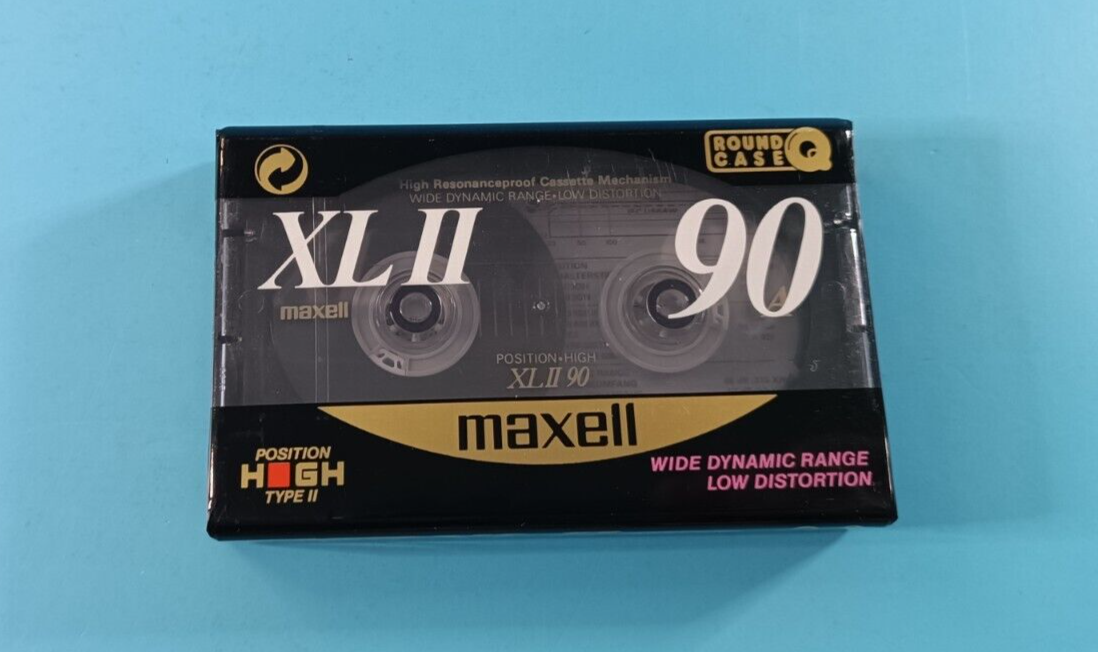 ROUND
CASE Q
High Resonanceproof Cassette Mechanism
WIDE DYNAMIC RANGE•LOW DISTORTION
XL II 90
maxell
A
POSITION•HIGH
XL II 90
maxell
POSITION
HIGH
TYPE II
WIDE DYNAMIC RANGE
LOW DISTORTION